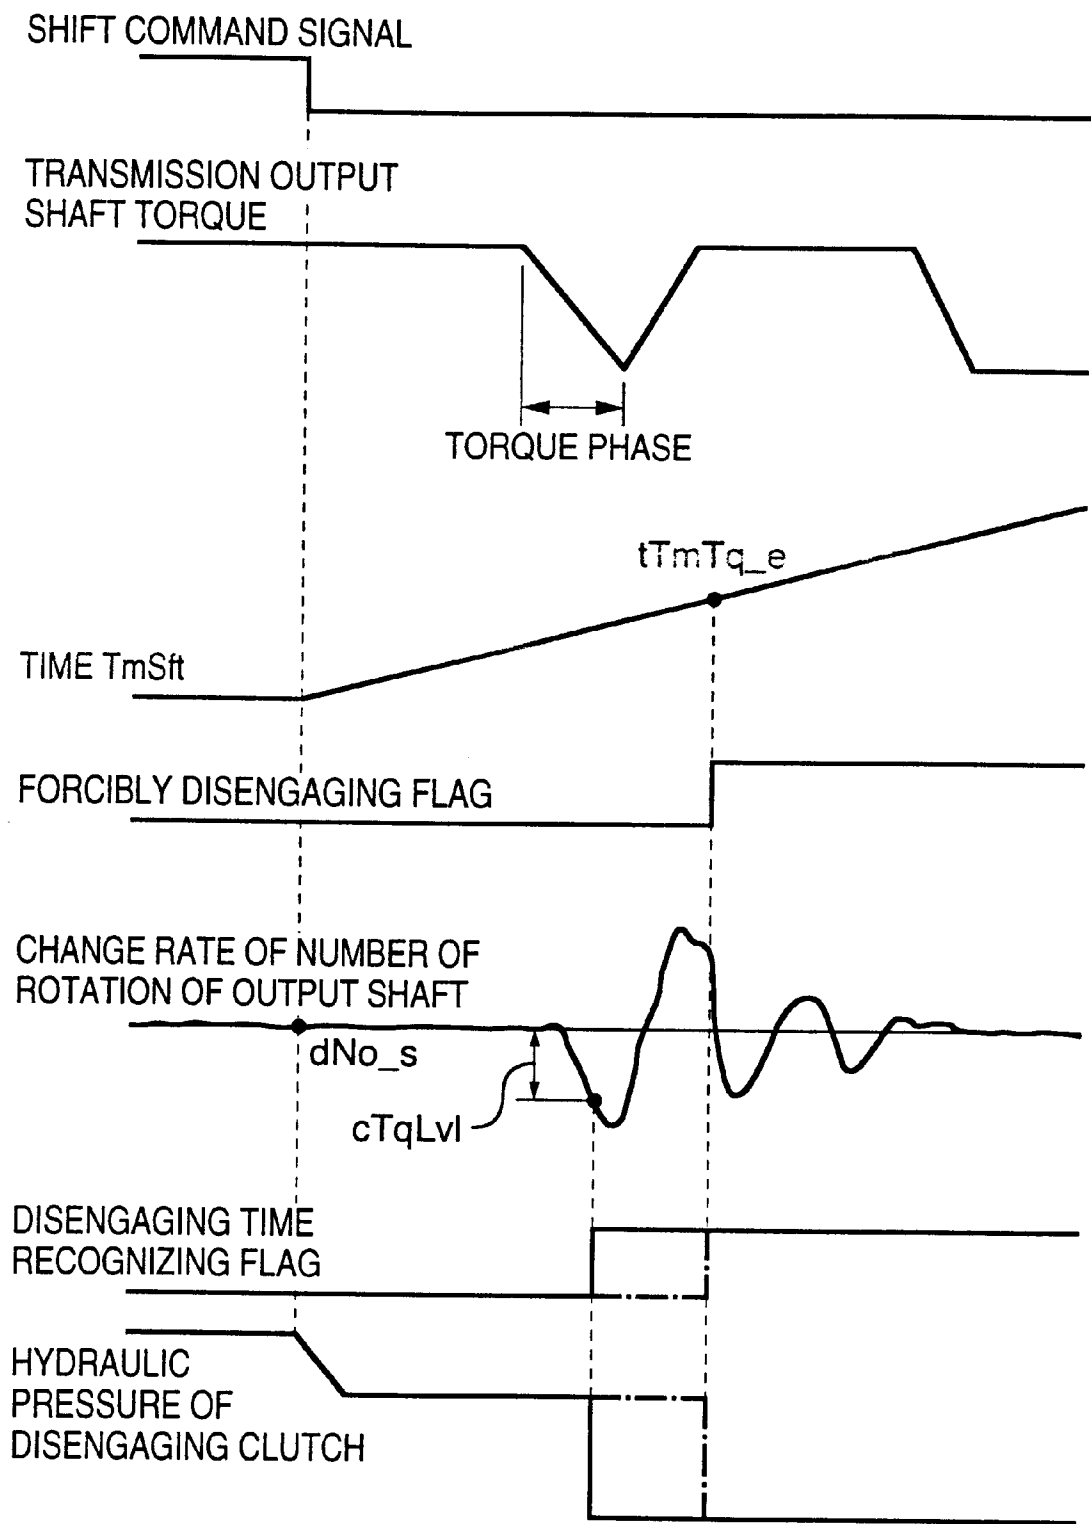 SHIFT COMMAND SIGNAL
TRANSMISSION OUTPUT
SHAFT TORQUE
TORQUE PHASE
tTmTq_e
TIME TmSft
FORCIBLY DISENGAGING FLAG
CHANGE RATE OF NUMBER OF
ROTATION OF OUTPUT SHAFT
dNo_s
cTqLvl
DISENGAGING TIME
RECOGNIZING FLAG
HYDRAULIC
PRESSURE OF
DISENGAGING CLUTCH